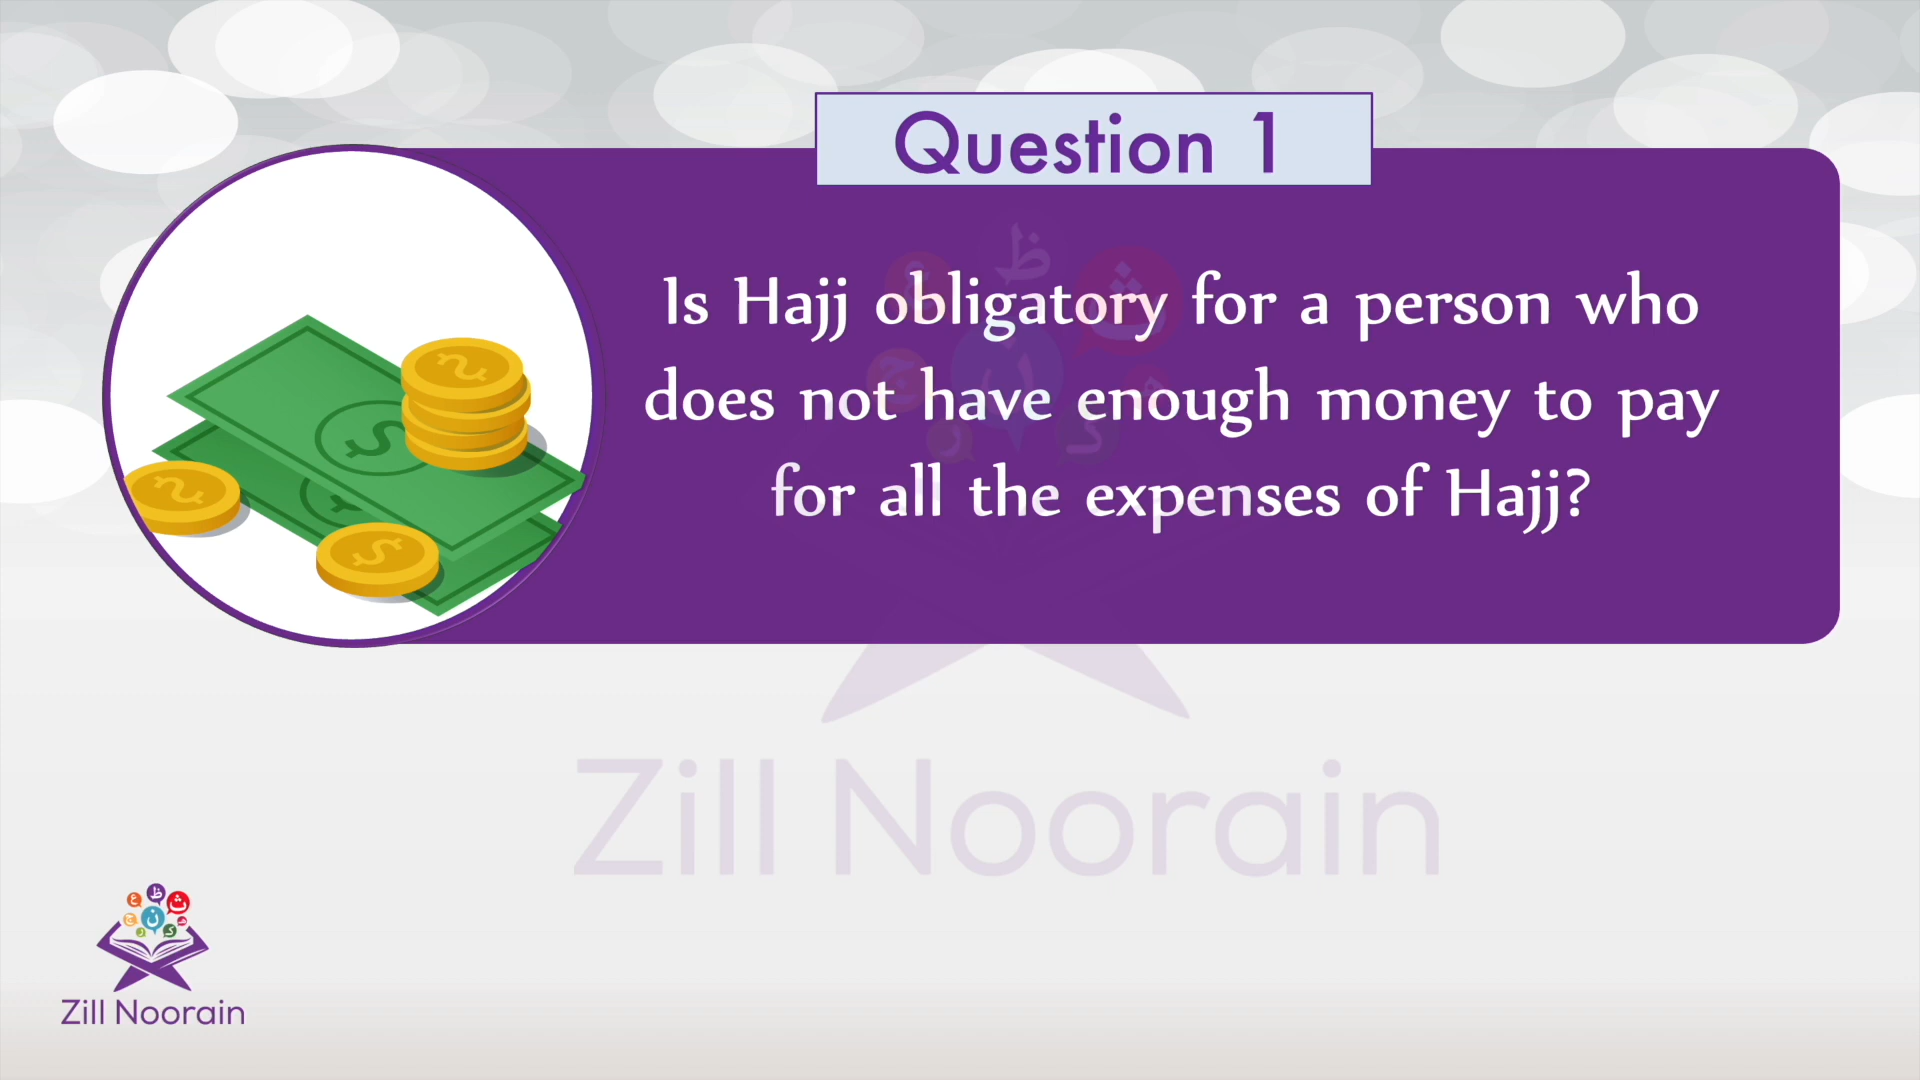 Question 1
Is Hajj obligatory for a person who
does not have enough money to pay
for all the expenses of Hajj?
Zill Noorain
ظ
ع
ث
ج
ن
ه
د
ک
Zill Noorain